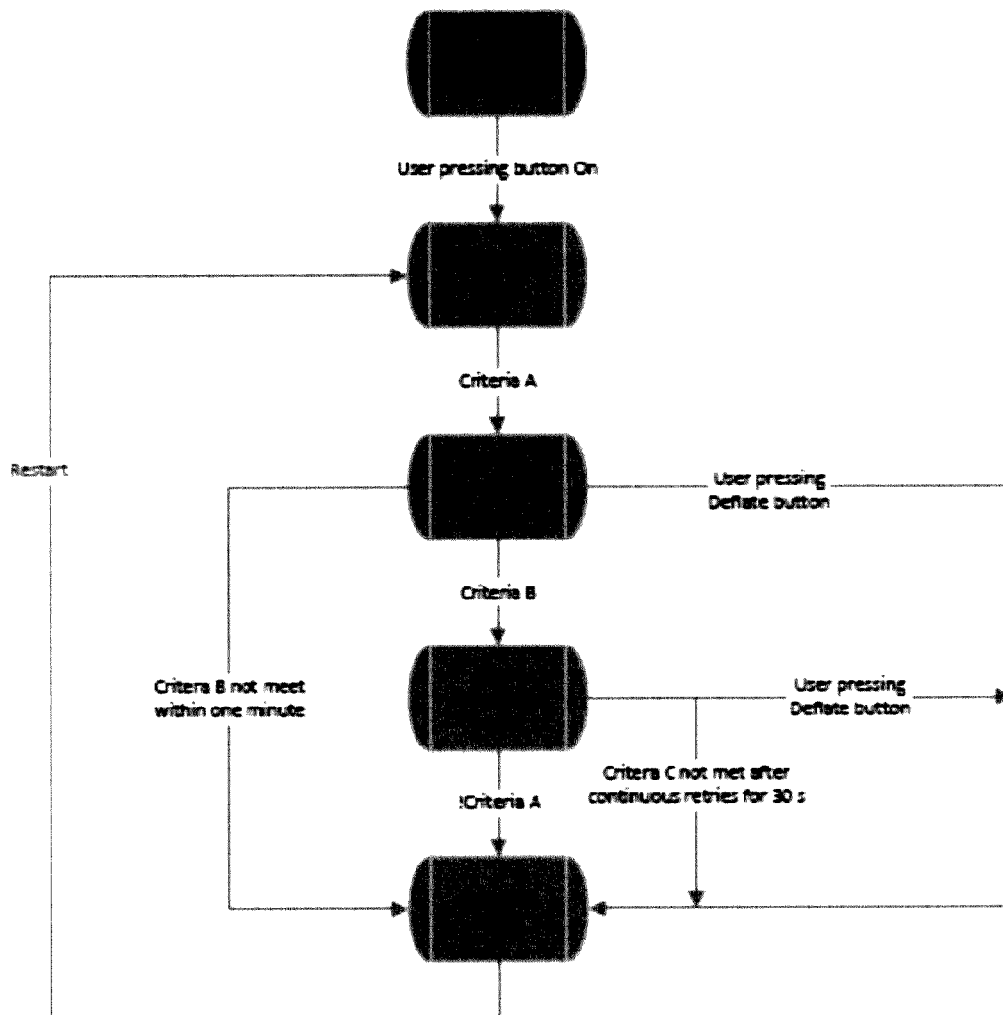 User pressing button On
Criteria A
Restart
User pressing
Deflate button
Criteria B
Critera B not meet
within one minute
User pressing
Deflate button
Critera C not met after
continuous retries for 30 s
!Criteria A